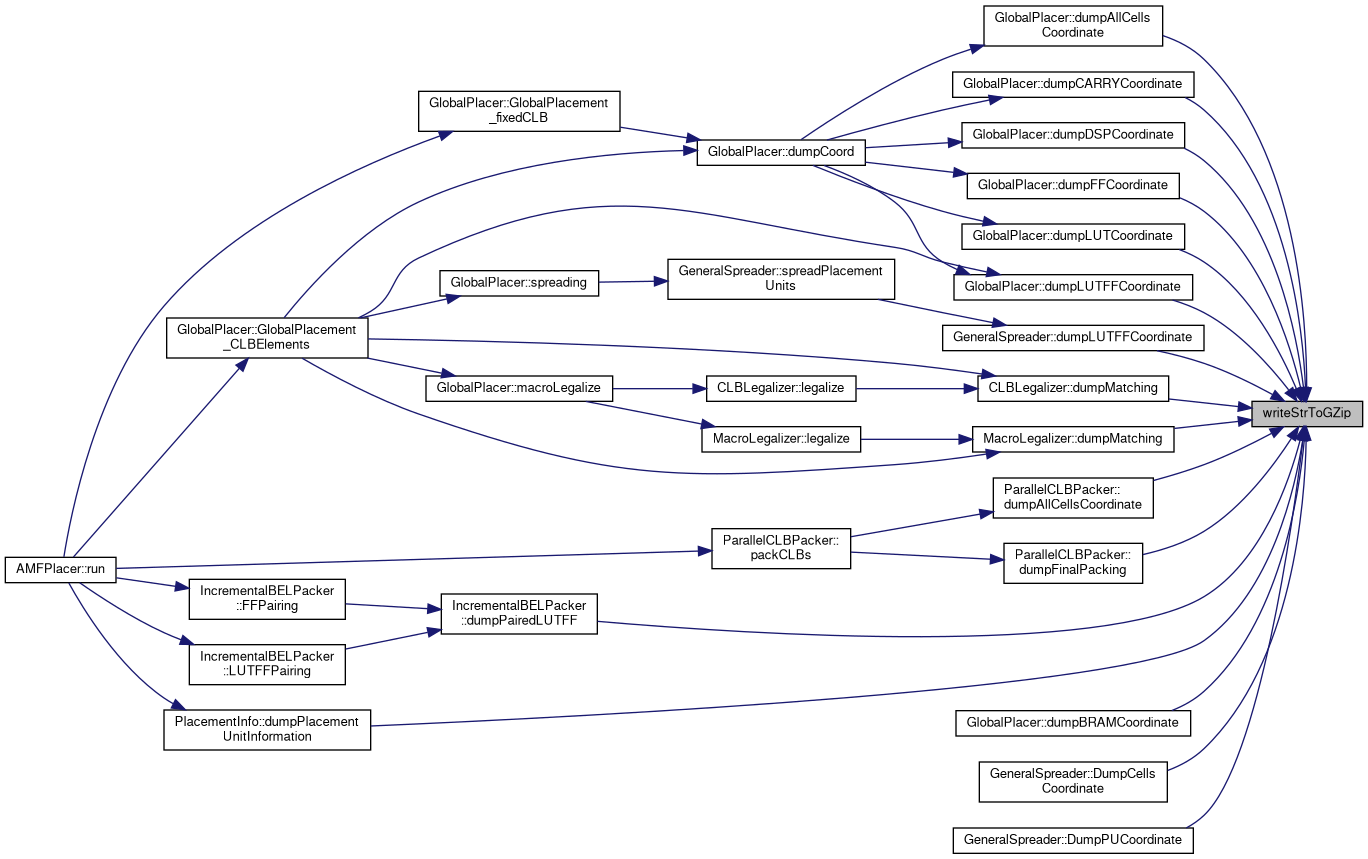 GlobalPlacer::dumpAllCells
Coordinate
GlobalPlacer::dumpCARRYCoordinate
GlobalPlacer::GlobalPlacement
_fixedCLB
GlobalPlacer::dumpDSPCoordinate
GlobalPlacer::dumpCoord
GlobalPlacer::dumpFFCoordinate
GlobalPlacer::dumpLUTCoordinate
GeneralSpreader::spreadPlacement
Units
GlobalPlacer::spreading
GlobalPlacer::dumpLUTFFCoordinate
GlobalPlacer::GlobalPlacement
_CLBElements
GeneralSpreader::dumpLUTFFCoordinate
GlobalPlacer::macroLegalize
CLBLegalizer::legalize
CLBLegalizer::dumpMatching
writeStrToGZip
MacroLegalizer::legalize
MacroLegalizer::dumpMatching
ParallelCLBPacker::
dumpAllCellsCoordinate
ParallelCLBPacker::
packCLBs
ParallelCLBPacker::
dumpFinalPacking
AMFPlacer::run
IncrementalBELPacker
::FFPairing
IncrementalBELPacker
::dumpPairedLUTFF
IncrementalBELPacker
::LUTFFPairing
PlacementInfo::dumpPlacement
UnitInformation
GlobalPlacer::dumpBRAMCoordinate
GeneralSpreader::DumpCells
Coordinate
GeneralSpreader::DumpPUCoordinate